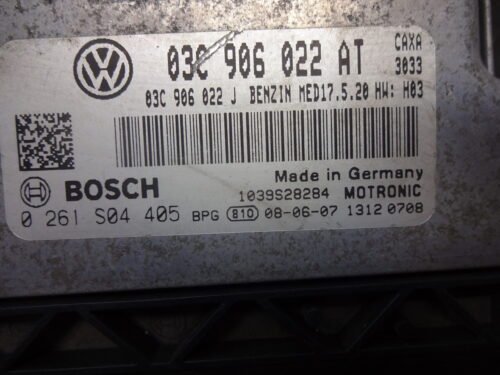 03C 906 022 AT CAXA
3033
03C 906 022 J BENZIN MED17.5.20 HW: H03
Made in Germany
BOSCH 1039S28284 MOTRONIC
0 261 S04 405 BPG 810 08-06-07 1312 0708